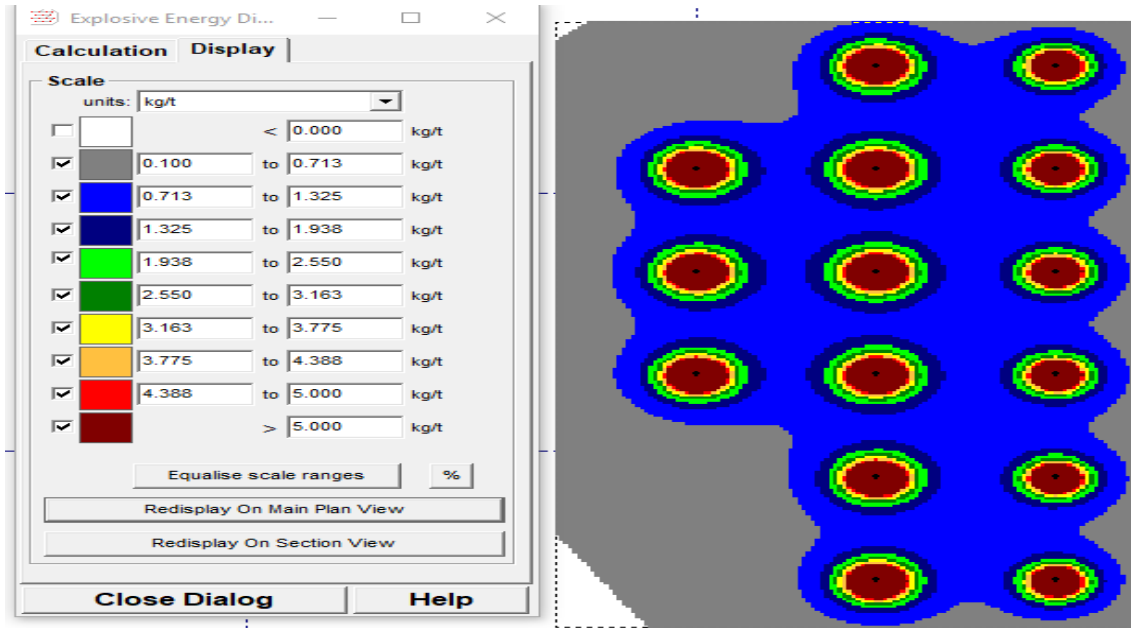 Explosive Energy Di...
Calculation Display
Scale
units: kg/t
< 0.000 kg/t
0.100 to 0.713 kg/t
0.713 to 1.325 kg/t
1.325 to 1.938 kg/t
1.938 to 2.550 kg/t
2.550 to 3.163 kg/t
3.163 to 3.775 kg/t
3.775 to 4.388 kg/t
4.388 to 5.000 kg/t
> 5.000 kg/t
Equalise scale ranges %
Redisplay On Main Plan View
Redisplay On Section View
Close Dialog Help